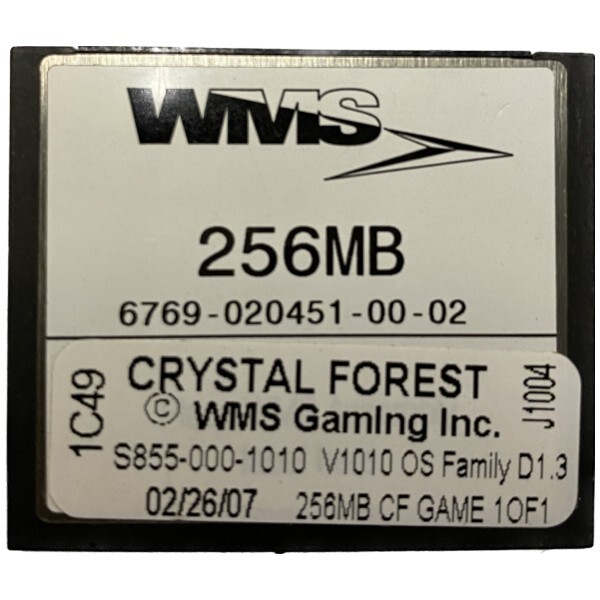 WMS
256MB
6769-020451-00-02
1C49
CRYSTAL FOREST
© WMS Gaming Inc.
J1004
S855-000-1010 V1010 OS Family D1.3
02/26/07 256MB CF GAME 1OF1